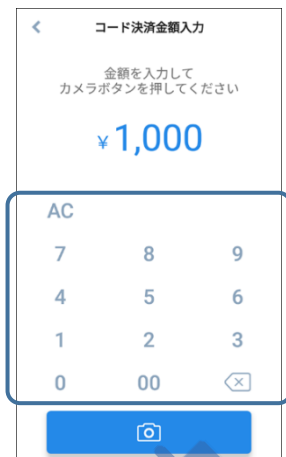 コード決済金額入力
金額を入力して
カメラボタンを押してください
¥1,000
AC
7 8 9
4 5 6
1 2 3
0 00